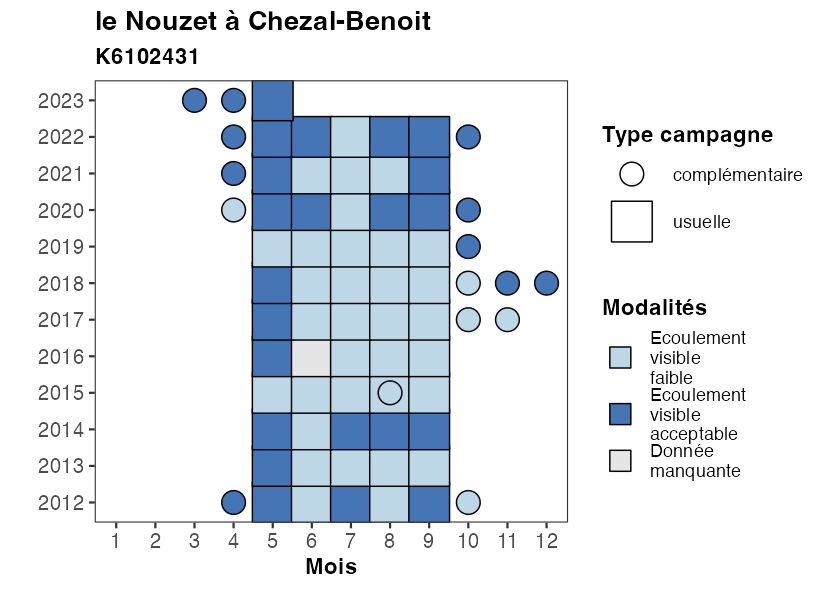 le Nouzet à Chezal-Benoit
K6102431
2023
2022
2021
2020
2019
2018
2017
2016
2015
2014
2013
2012
1 2 3 4 5 6 7 8 9 10 11 12
Mois
Type campagne
complémentaire
usuelle
Modalités
Ecoulement
visible
faible
Ecoulement
visible
acceptable
Donnée
manquante